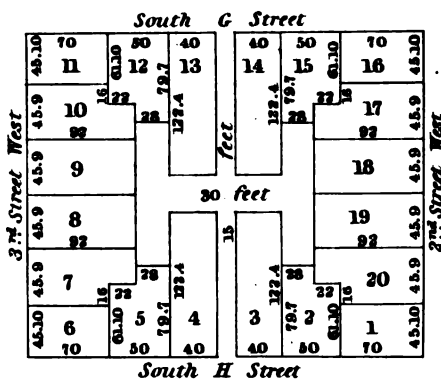 South G Street
70 50 40 40 50 70
45.10 11 61.10 12 79.7 13 14 79.7 15 61.10 16 45.10
16 22 28 122.4 122.4 28 22 16
45.9 10 92 17 92 45.9
3rd Street West
2nd Street West
feet
45.9 9 18 45.9
30 feet
45.9 8 92 15 19 92 45.9
45.9 7 28 122.4 122.4 28 20 45.9
16 22 22 16
45.10 6 61.10 5 79.7 4 3 79.7 2 61.10 1 45.10
70 50 40 40 50 70
South H Street